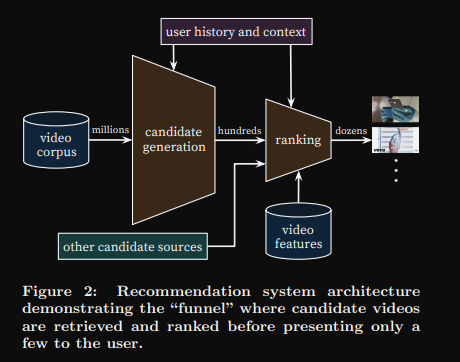 user history and context
video
corpus
millions
candidate
generation
hundreds
ranking
dozens
vevo
other candidate sources
video
features
Figure 2: Recommendation system architecture
demonstrating the “funnel” where candidate videos
are retrieved and ranked before presenting only a
few to the user.